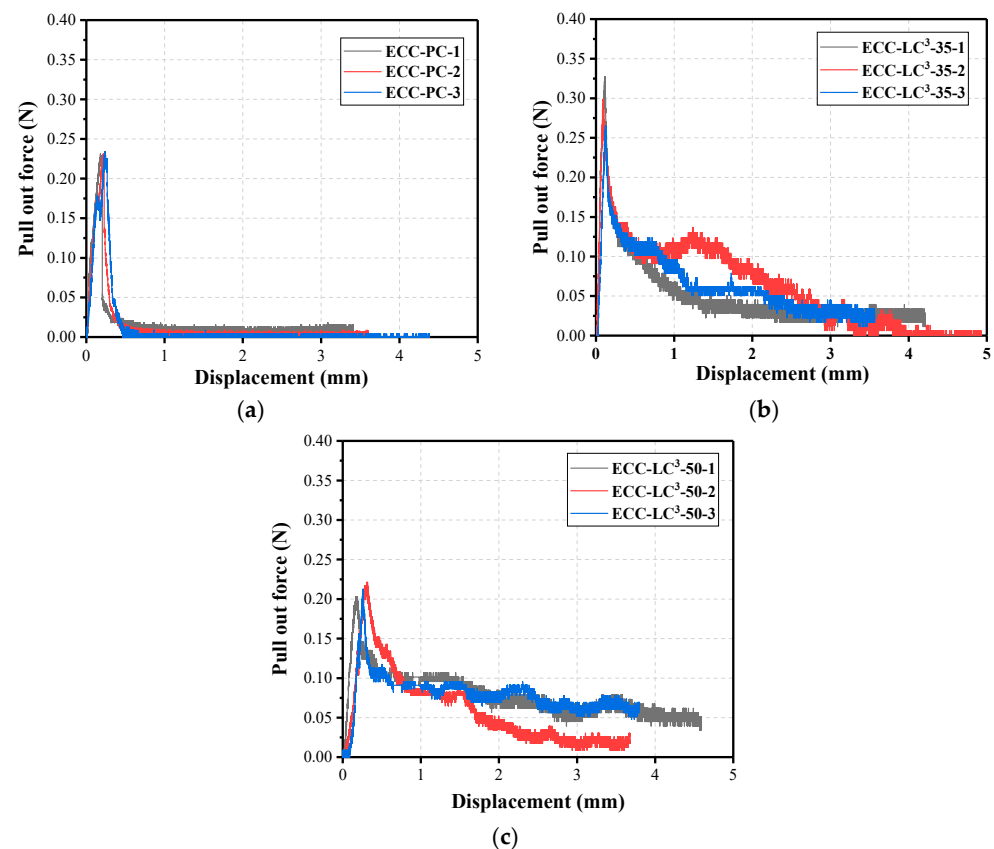 ECC-PC-1
ECC-PC-2
ECC-PC-3
Pull out force (N)
0.40
0.35
0.30
0.25
0.20
0.15
0.10
0.05
0.00
0 1 2 3 4 5
Displacement (mm)
(a)
ECC-LC³-35-1
ECC-LC³-35-2
ECC-LC³-35-3
Pull out force (N)
0.40
0.35
0.30
0.25
0.20
0.15
0.10
0.05
0.00
0 1 2 3 4 5
Displacement (mm)
(b)
ECC-LC³-50-1
ECC-LC³-50-2
ECC-LC³-50-3
Pull out force (N)
0.40
0.35
0.30
0.25
0.20
0.15
0.10
0.05
0.00
0 1 2 3 4 5
Displacement (mm)
(c)